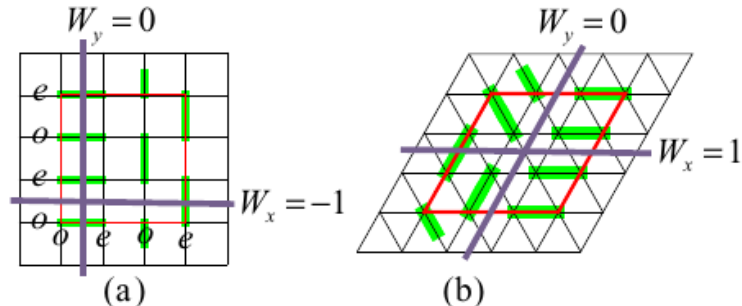 W_y = 0
W_y = 0
e
o
e
o
o e o e
W_x = -1
W_x = 1
(a)
(b)